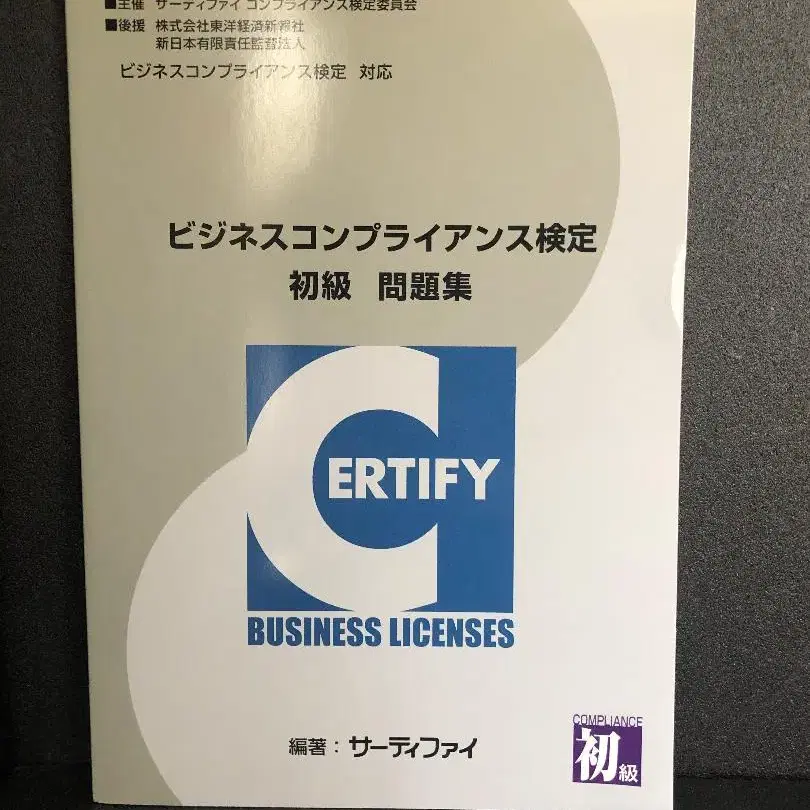 ■主催 サーティファイ コンプライアンス検定委員会
■後援 株式会社東洋経済新報社
新日本有限責任監査法人
ビジネスコンプライアンス検定 対応
ビジネスコンプライアンス検定
初級 問題集
CERTIFY
BUSINESS LICENSES
編著：サーティファイ
COMPLIANCE
初級